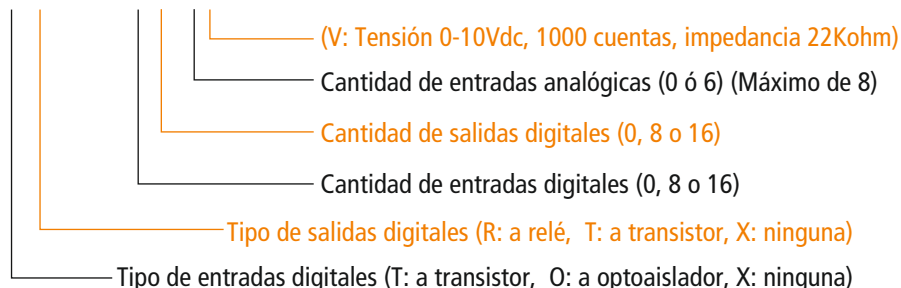 (V: Tensión 0-10Vdc, 1000 cuentas, impedancia 22Kohm)
Cantidad de entradas analógicas (0 ó 6) (Máximo de 8)
Cantidad de salidas digitales (0, 8 o 16)
Cantidad de entradas digitales (0, 8 o 16)
Tipo de salidas digitales (R: a relé, T: a transistor, X: ninguna)
Tipo de entradas digitales (T: a transistor, O: a optoaislador, X: ninguna)